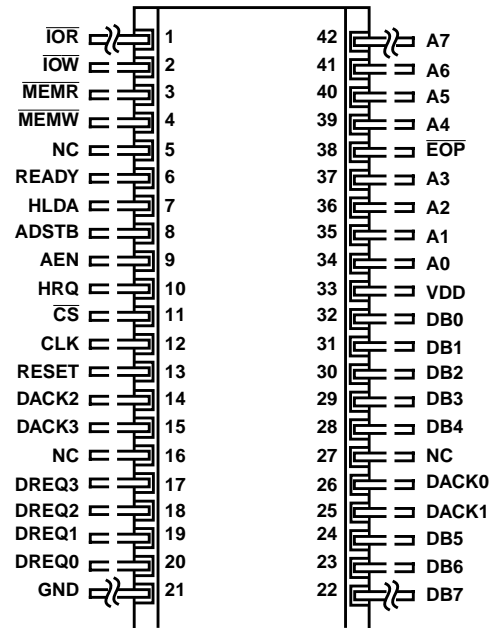 IOR 1 42 A7
IOW 2 41 A6
MEMR 3 40 A5
MEMW 4 39 A4
NC 5 38 EOP
READY 6 37 A3
HLDA 7 36 A2
ADSTB 8 35 A1
AEN 9 34 A0
HRQ 10 33 VDD
CS 11 32 DB0
CLK 12 31 DB1
RESET 13 30 DB2
DACK2 14 29 DB3
DACK3 15 28 DB4
NC 16 27 NC
DREQ3 17 26 DACK0
DREQ2 18 25 DACK1
DREQ1 19 24 DB5
DREQ0 20 23 DB6
GND 21 22 DB7